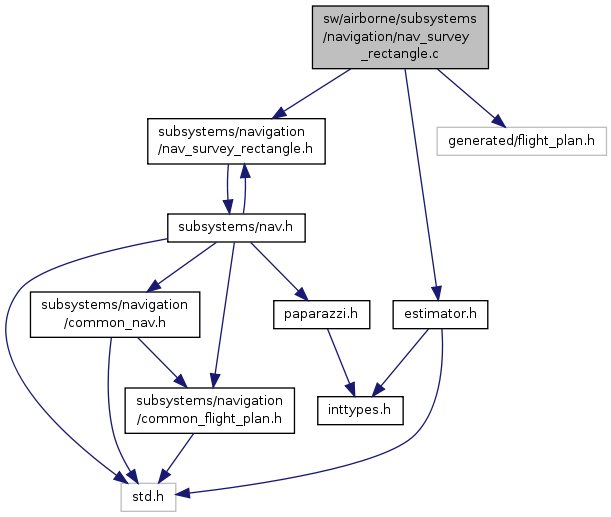 sw/airborne/subsystems
/navigation/nav_survey
_rectangle.c
subsystems/navigation
/nav_survey_rectangle.h
generated/flight_plan.h
subsystems/nav.h
subsystems/navigation
/common_nav.h
paparazzi.h
estimator.h
subsystems/navigation
/common_flight_plan.h
inttypes.h
std.h